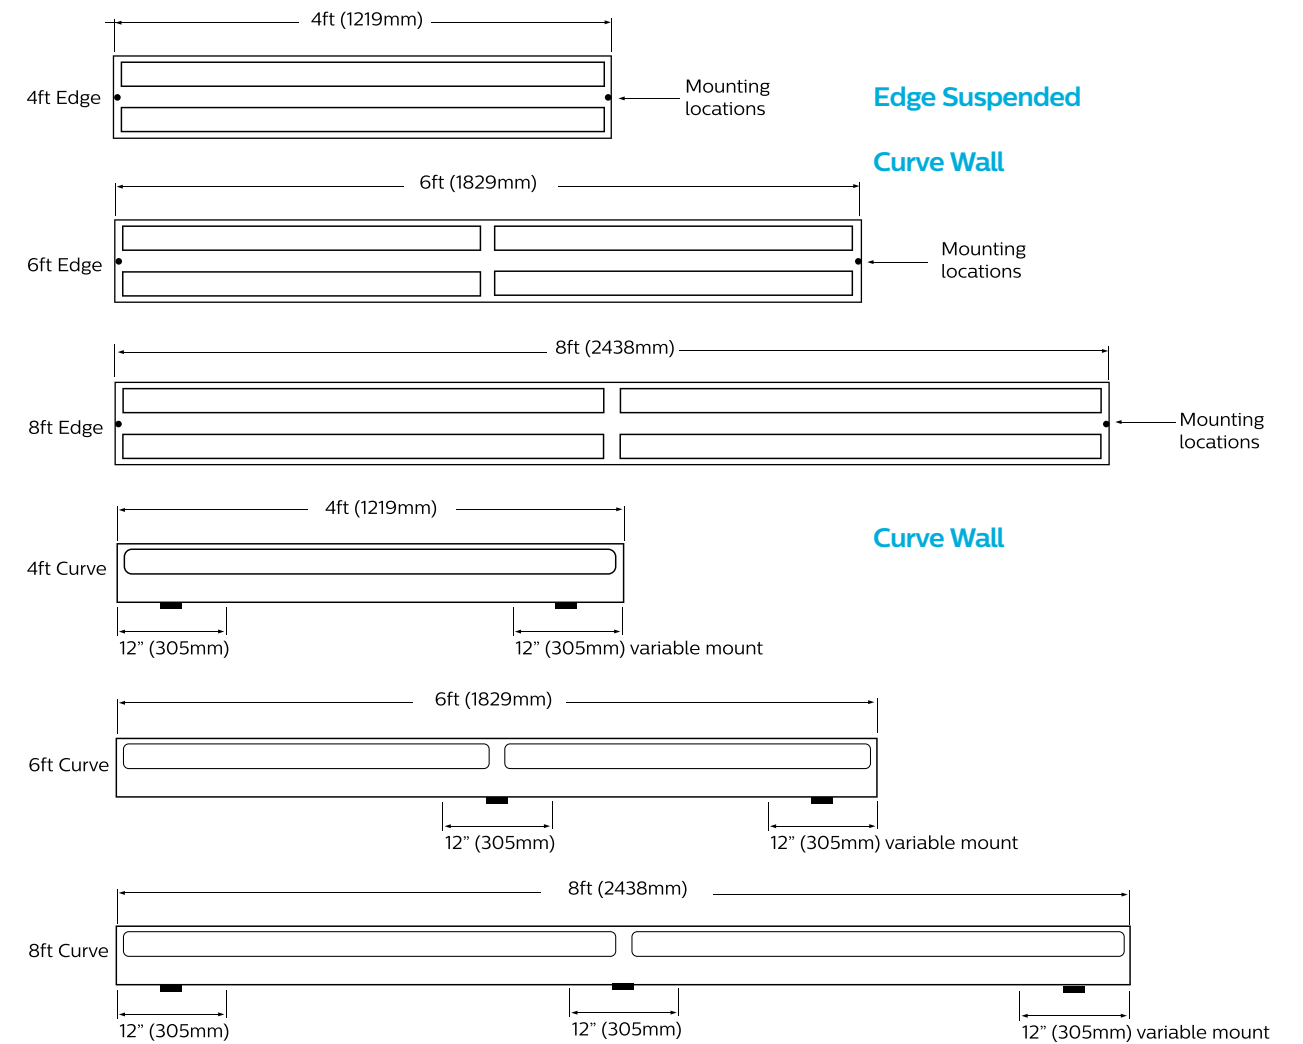 4ft (1219mm)
4ft Edge
Mounting
locations
Edge Suspended
Curve Wall
6ft (1829mm)
6ft Edge
Mounting
locations
8ft (2438mm)
8ft Edge
Mounting
locations
4ft (1219mm)
Curve Wall
4ft Curve
12” (305mm)
12” (305mm) variable mount
6ft (1829mm)
6ft Curve
12” (305mm)
12” (305mm) variable mount
8ft (2438mm)
8ft Curve
12” (305mm)
12” (305mm)
12” (305mm) variable mount